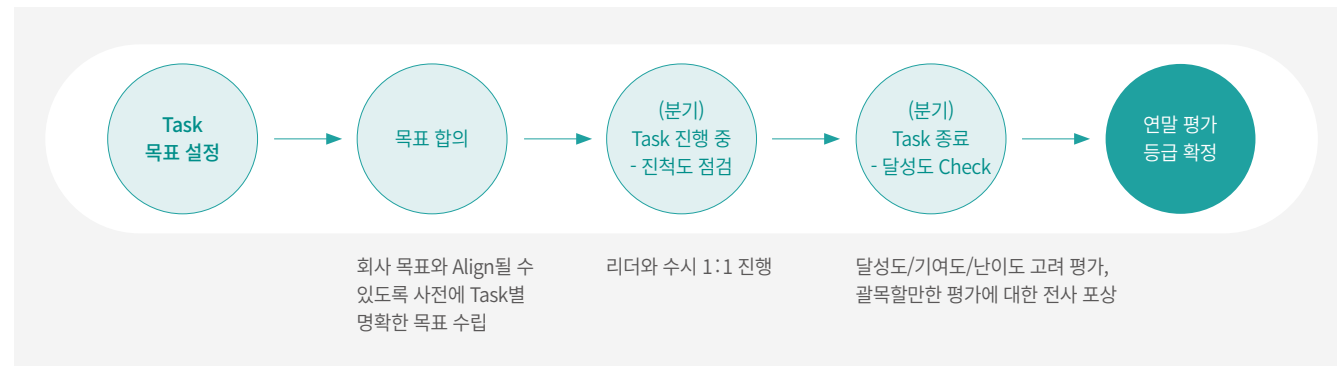 Task
목표 설정
목표 합의
(분기)
Task 진행 중
- 진척도 점검
(분기)
Task 종료
- 달성도 Check
연말 평가
등급 확정
회사 목표와 Align될 수
있도록 사전에 Task별
명확한 목표 수립
리더와 수시 1:1 진행
달성도/기여도/난이도 고려 평가,
괄목할만한 평가에 대한 전사 포상